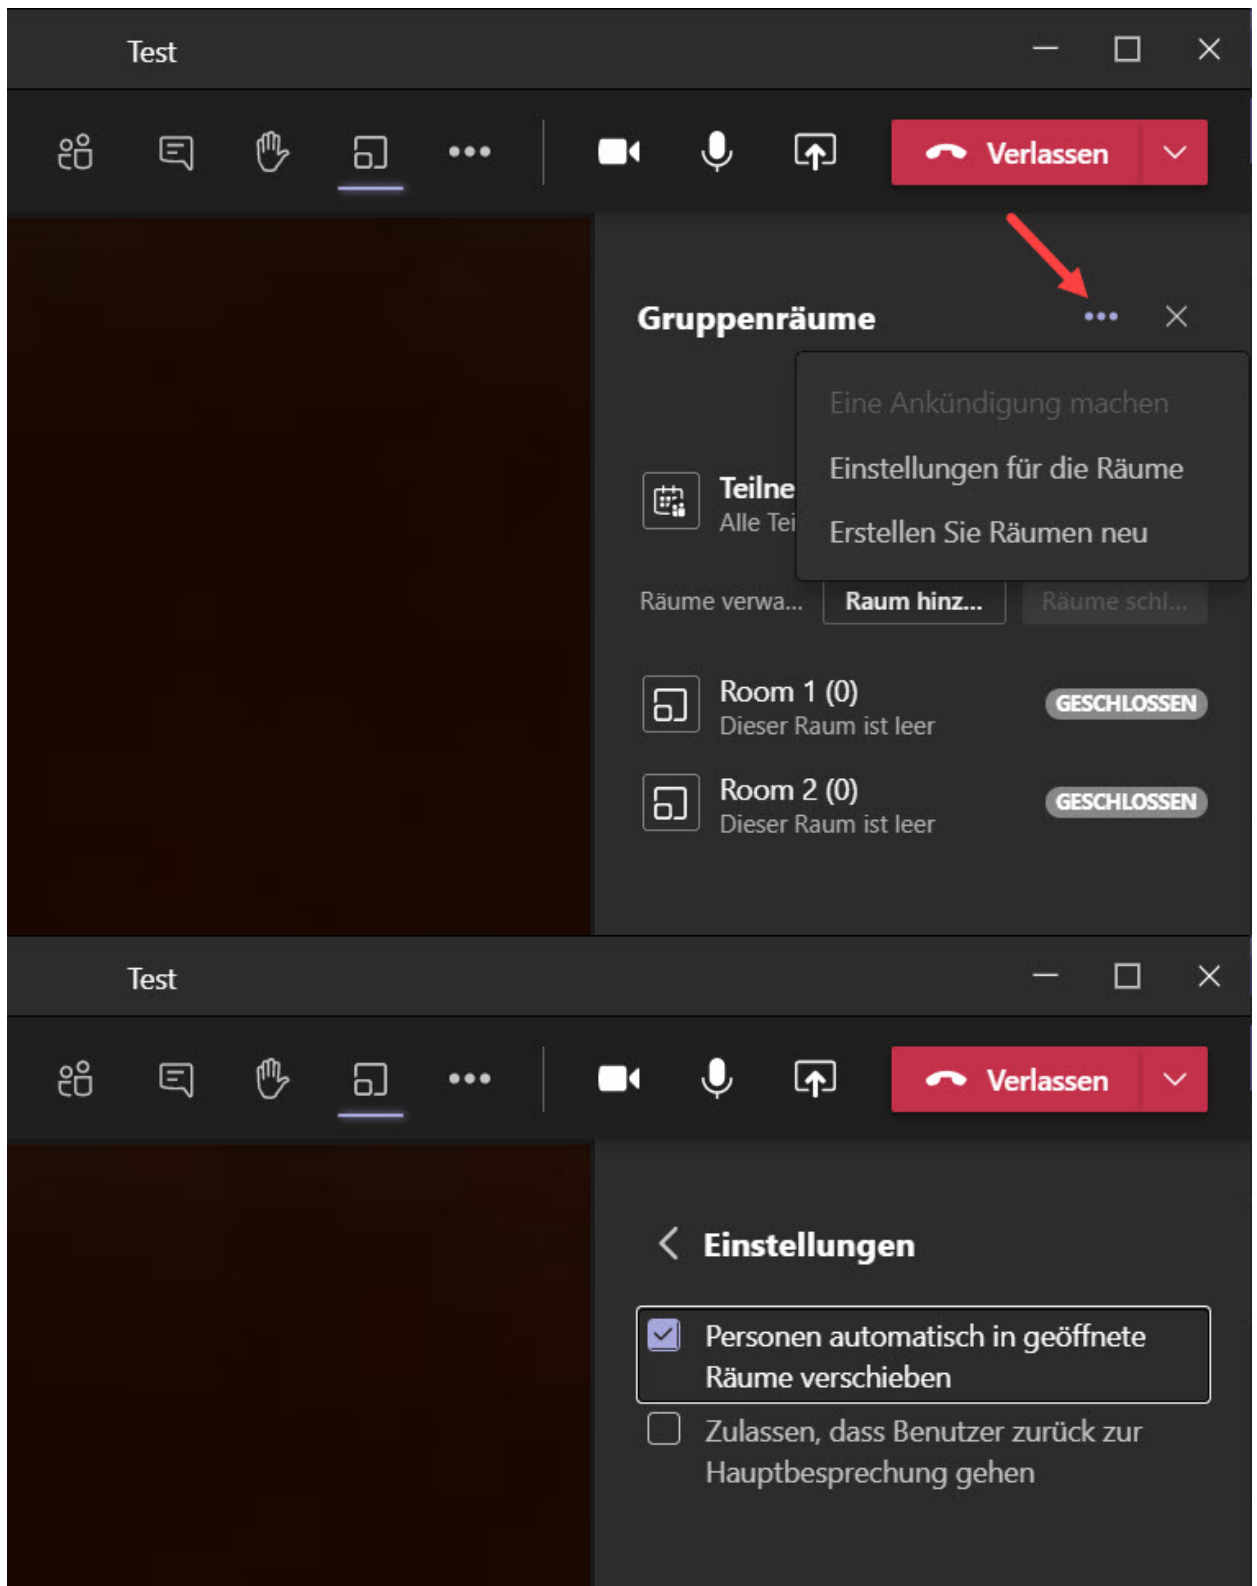 Test
Verlassen
Gruppenräume
Eine Ankündigung machen
Einstellungen für die Räume
Erstellen Sie Räumen neu
Teilne
Alle Tei
Räume verwa... Raum hinz... Räume schl...
Room 1 (0)
Dieser Raum ist leer
GESCHLOSSEN
Room 2 (0)
Dieser Raum ist leer
GESCHLOSSEN
Test
Verlassen
Einstellungen
Personen automatisch in geöffnete
Räume verschieben
Zulassen, dass Benutzer zurück zur
Hauptbesprechung gehen